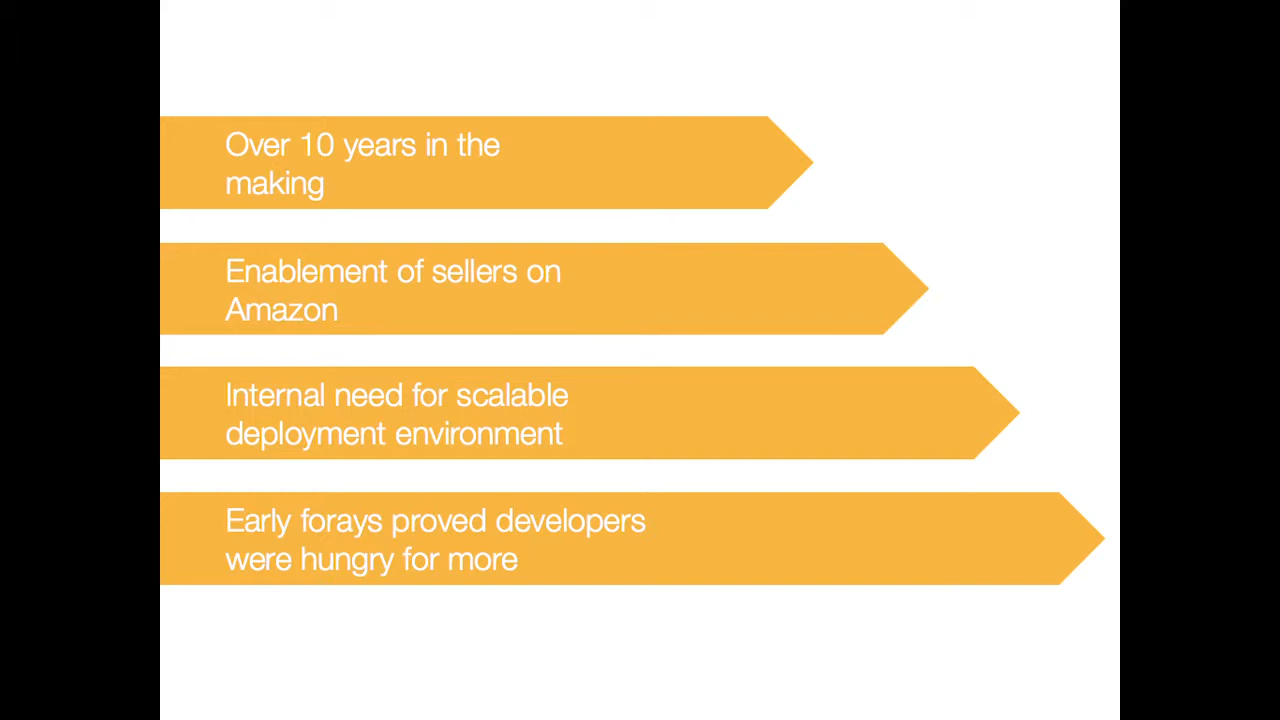 Over 10 years in the
making
Enablement of sellers on
Amazon
Internal need for scalable
deployment environment
Early forays proved developers
were hungry for more